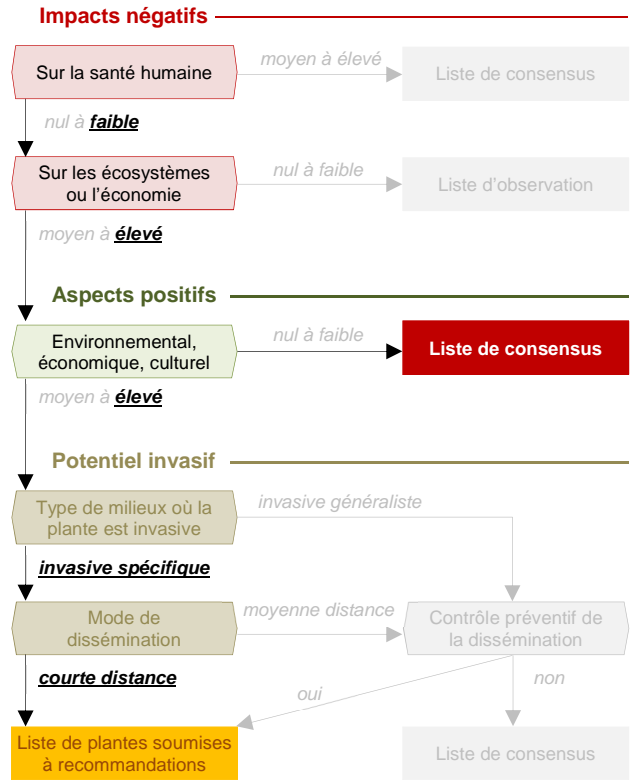 Impacts négatifs
Sur la santé humaine
moyen à élevé
Liste de consensus
nul à faible
Sur les écosystèmes
ou l'économie
nul à faible
Liste d'observation
moyen à élevé
Aspects positifs
Environnemental,
économique, culturel
nul à faible
Liste de consensus
moyen à élevé
Potentiel invasif
Type de milieux où la
plante est invasive
invasive généraliste
invasive spécifique
Mode de
dissémination
moyenne distance
Contrôle préventif de
la dissémination
courte distance
oui
non
Liste de plantes soumises
à recommandations
Liste de consensus